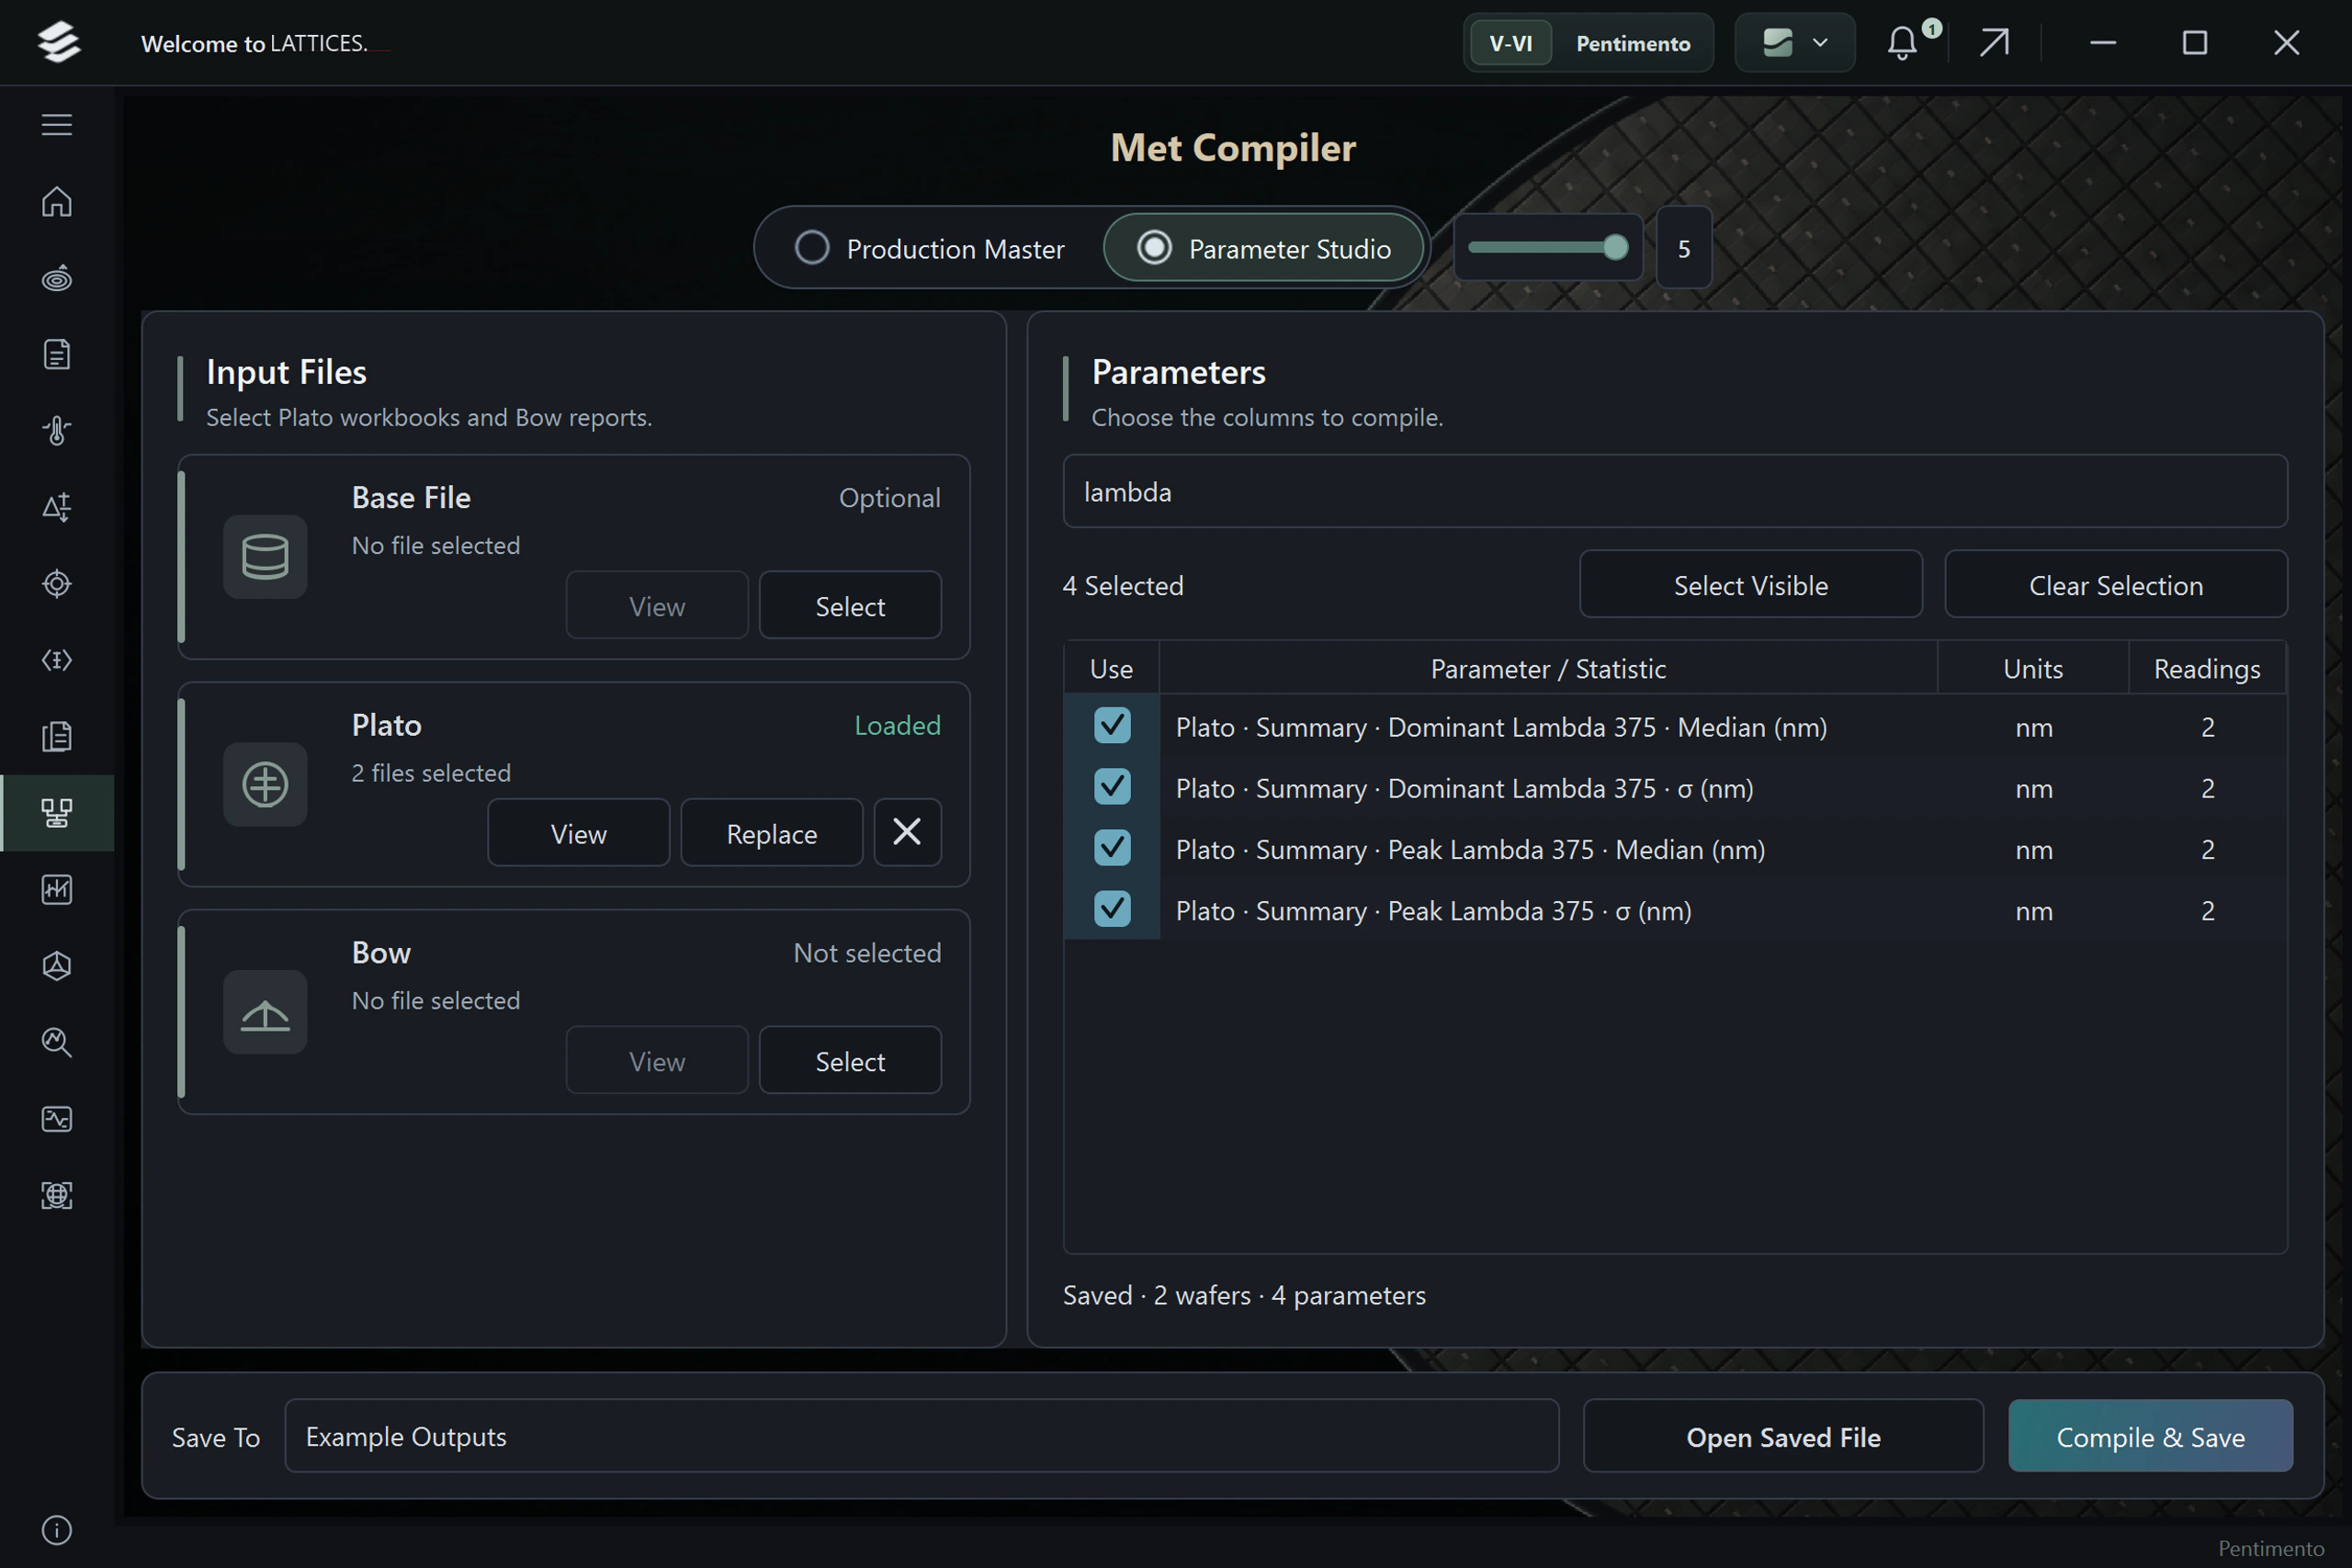 Welcome to LATTICES.
V-VI Pentimento
1
Met Compiler
Production Master
Parameter Studio
5
Input Files
Select Plato workbooks and Bow reports.
Base File
Optional
No file selected
View
Select
Plato
Loaded
2 files selected
View
Replace
Bow
Not selected
No file selected
View
Select
Parameters
Choose the columns to compile.
lambda
4 Selected
Select Visible
Clear Selection
Use Parameter / Statistic Units Readings
Plato · Summary · Dominant Lambda 375 · Median (nm) nm 2
Plato · Summary · Dominant Lambda 375 · σ (nm) nm 2
Plato · Summary · Peak Lambda 375 · Median (nm) nm 2
Plato · Summary · Peak Lambda 375 · σ (nm) nm 2
Saved · 2 wafers · 4 parameters
Save To
Example Outputs
Open Saved File
Compile & Save
Pentimento